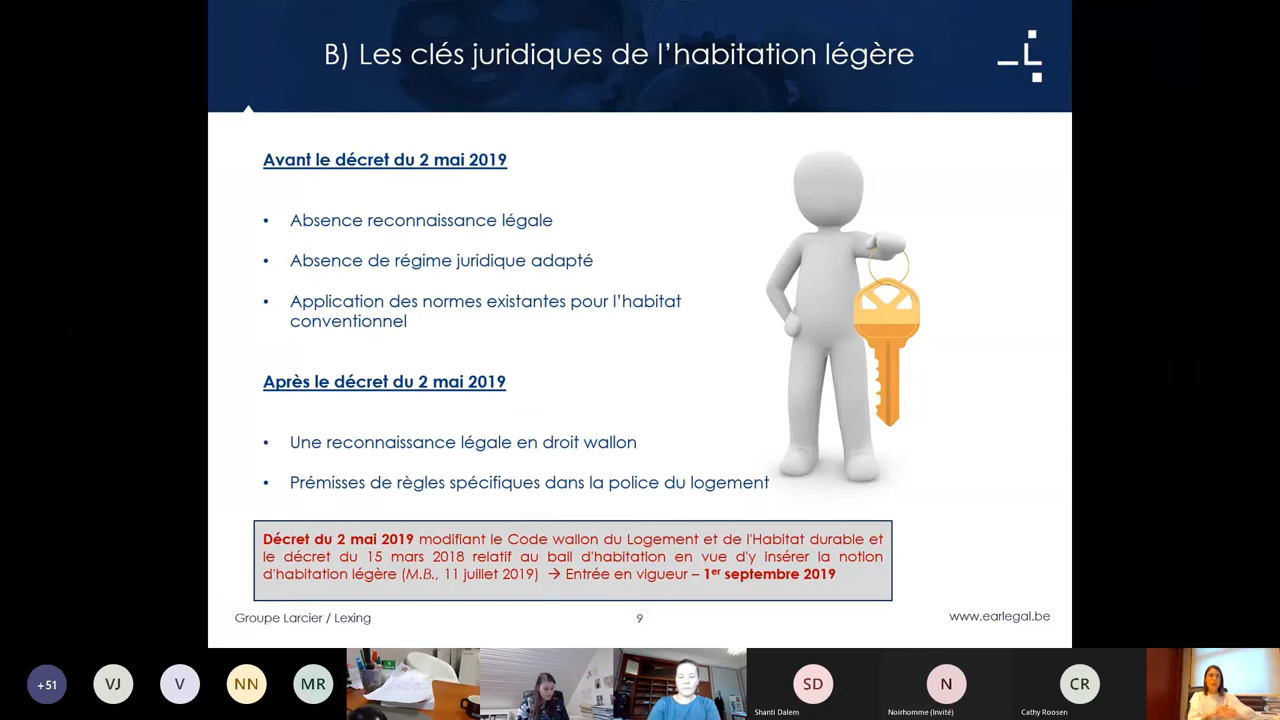 B) Les clés juridiques de l'habitation légère
L
Avant le décret du 2 mai 2019
• Absence reconnaissance légale
• Absence de régime juridique adapté
• Application des normes existantes pour l'habitat
conventionnel
Après le décret du 2 mai 2019
• Une reconnaissance légale en droit wallon
• Prémisses de règles spécifiques dans la police du logement
Décret du 2 mai 2019 modifiant le Code wallon du Logement et de l'Habitat durable et
le décret du 15 mars 2018 relatif au bail d'habitation en vue d'y insérer la notion
d'habitation légère (M.B., 11 juillet 2019) → Entrée en vigueur – 1er septembre 2019
Groupe Larcier / Lexing
9
www.earlegal.be
+51
VJ
V
NN
MR
SD
N
CR
Shanti Dalem
Noirhomme (Invité)
Cathy Roosen